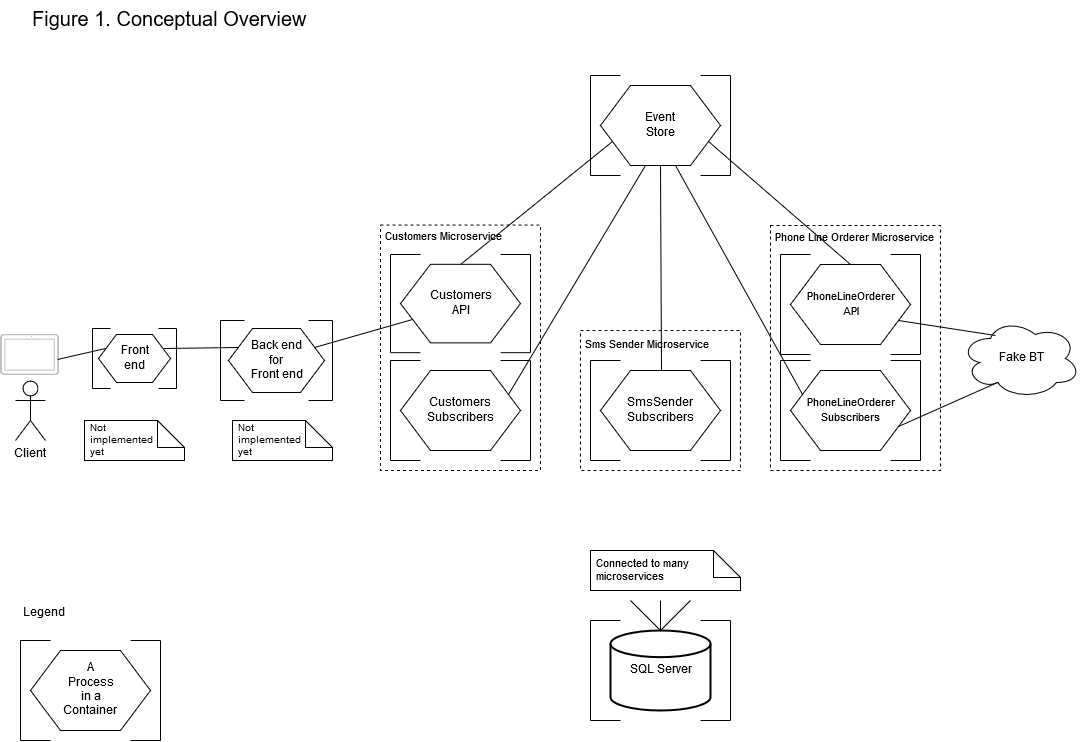 Figure 1. Conceptual Overview
Event
Store
Customers Microservice
Phone Line Orderer Microservice
Customers
API
PhoneLineOrderer
API
Sms Sender Microservice
Front
end
Back end
for
Front end
Fake BT
Customers
Subscribers
SmsSender
Subscribers
PhoneLineOrderer
Subscribers
Client
Not
implemented
yet
Not
implemented
yet
Connected to many
microservices
SQL Server
Legend
A
Process
in a
Container